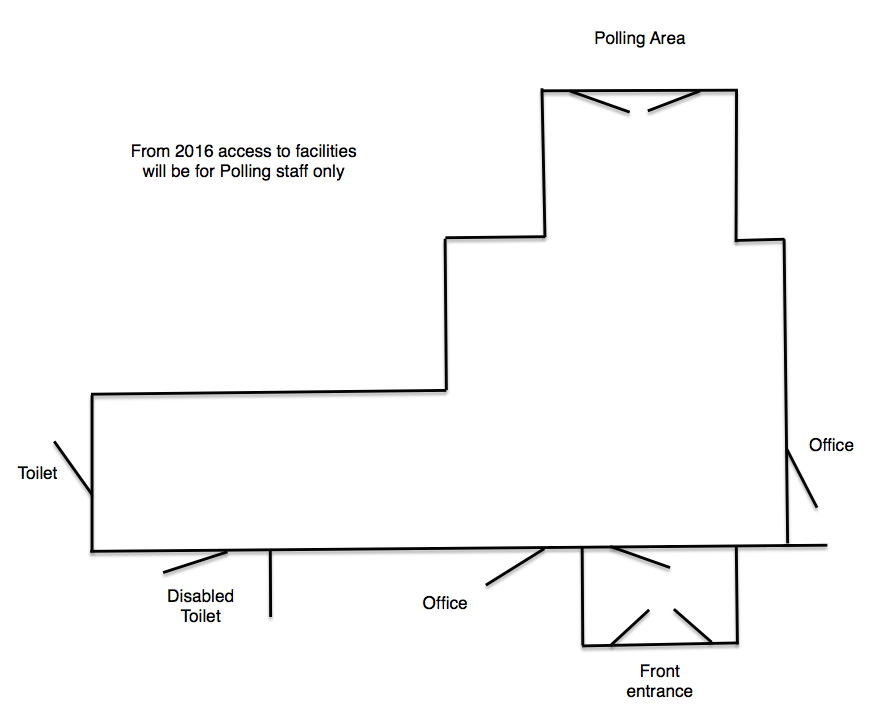 Polling Area
From 2016 access to facilities
will be for Polling staff only
Office
Toilet
Disabled
Toilet
Office
Front
entrance